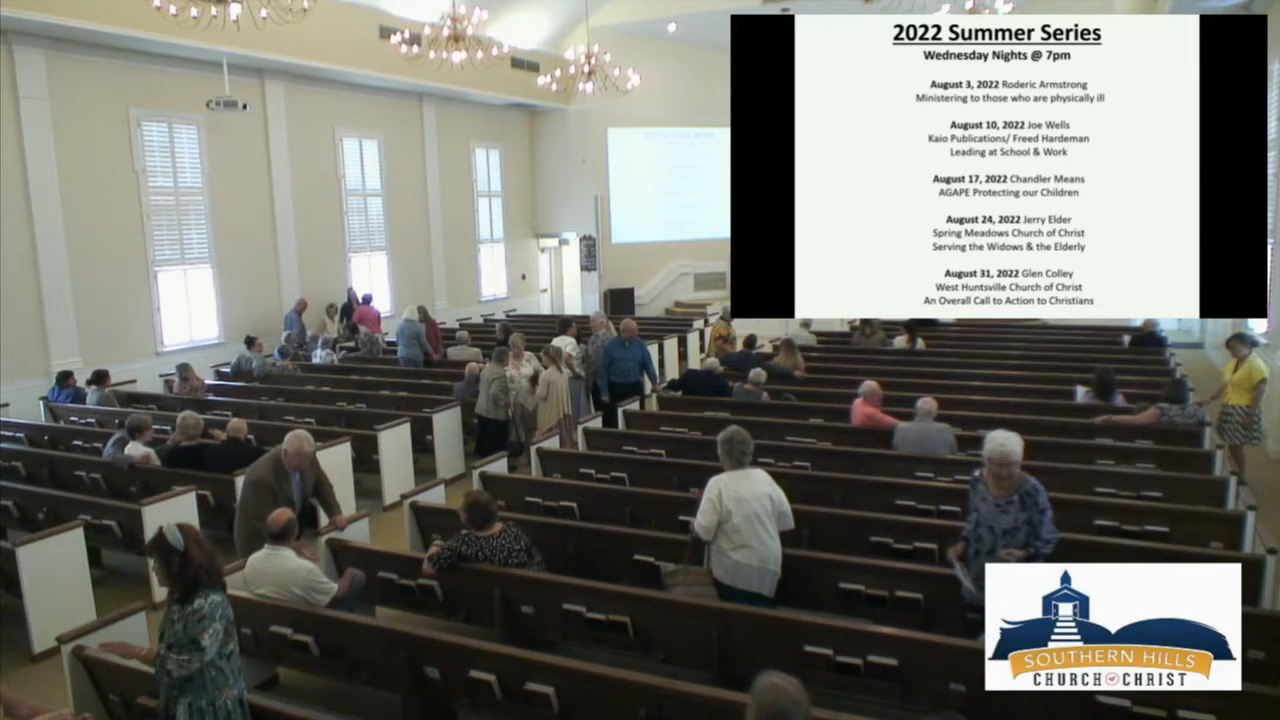 2022 Summer Series
Wednesday Nights @ 7pm
August 3, 2022 Roderic Armstrong
Ministering to those who are physically ill
August 10, 2022 Joe Wells
Kaio Publications/ Freed Hardeman
Leading at School & Work
August 17, 2022 Chandler Means
AGAPE Protecting our Children
August 24, 2022 Jerry Elder
Spring Meadows Church of Christ
Serving the Widows & the Elderly
August 31, 2022 Glen Colley
West Huntsville Church of Christ
An Overall Call to Action to Christians
SOUTHERN HILLS
CHURCH OF CHRIST